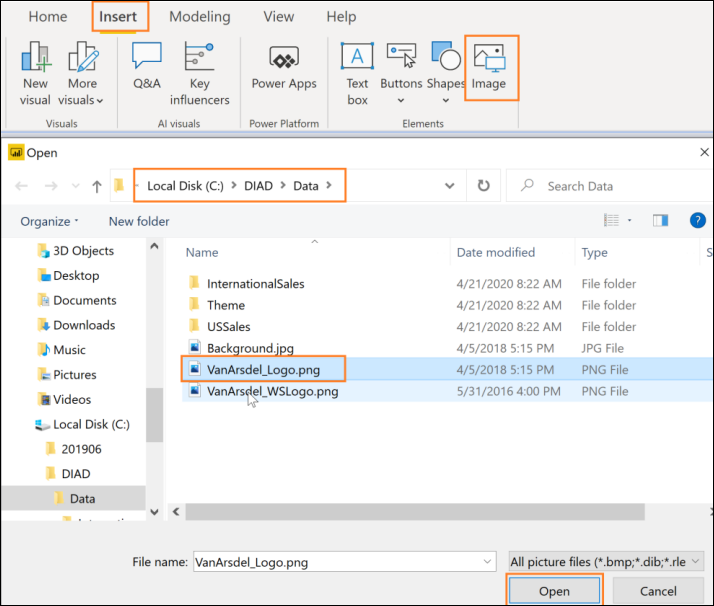 Home Insert Modeling View Help
New visual
More visuals
Q&A
Key influencers
Power Apps
Text box
Buttons
Shapes
Image
Visuals
AI visuals
Power Platform
Elements
Open
Local Disk (C:) > DIAD > Data >
Search Data
Organize
New folder
?
Name Date modified Type S
3D Objects
Desktop
Documents
Downloads
Music
Pictures
Videos
Local Disk (C:)
201906
DIAD
Data
InternationalSales 4/21/2020 8:22 AM File folder
Theme 4/21/2020 8:22 AM File folder
USSales 4/21/2020 8:22 AM File folder
Background.jpg 4/5/2018 5:15 PM JPG File
VanArsdel_Logo.png 4/5/2018 5:15 PM PNG File
VanArsdel_WSLogo.png 5/31/2016 4:00 PM PNG File
File name: VanArsdel_Logo.png
All picture files (*.bmp;*.dib;*.rle
Open
Cancel